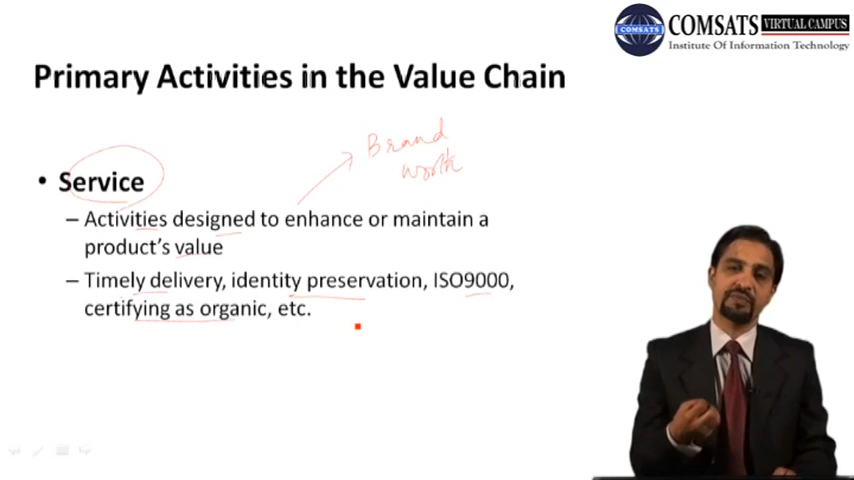 COMSATS VIRTUAL CAMPUS
COMSATS
Institute Of Information Technology
Primary Activities in the Value Chain
Brand
worth
• Service
– Activities designed to enhance or maintain a
product's value
– Timely delivery, identity preservation, ISO9000,
certifying as organic, etc.